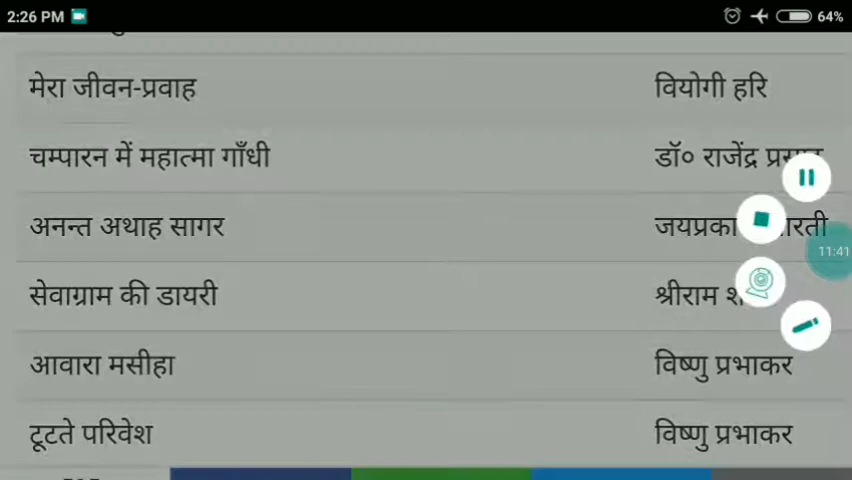 2:26 PM 64%
मेरा जीवन-प्रवाह वियोगी हरि
चम्पारन में महात्मा गाँधी डॉ० राजेंद्र
अनन्त अथाह सागर
11:41
सेवाग्राम की डायरी श्रीराम
आवारा मसीहा विष्णु प्रभाकर
टूटते परिवेश विष्णु प्रभाकर